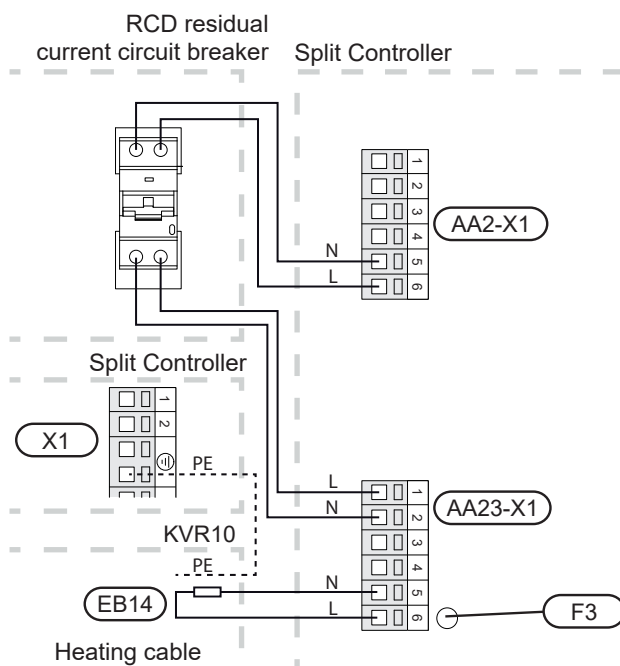 RCD residual
current circuit breaker
Split Controller
1
2
3
4
5
6
AA2-X1
N
L
0
Split Controller
1
2
X1
PE
KVR10
PE
EB14
Heating cable
L
N
1
2
3
4
5
6
AA23-X1
N
L
F3